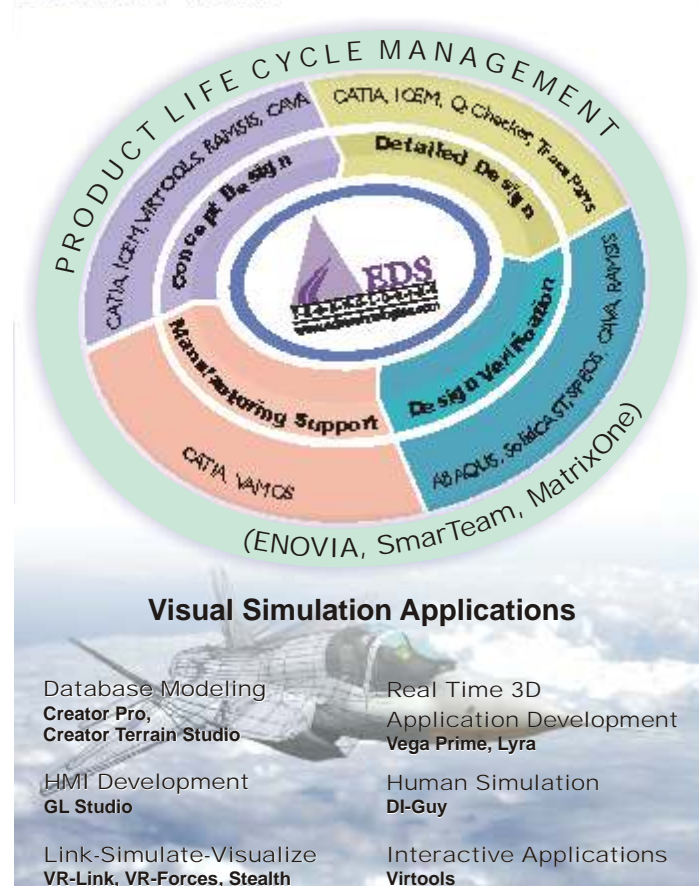 PRODUCT LIFE CYCLE MANAGEMENT
CATIA, ICEM, VIRTOOLS, RAMSIS, CAVA
Concept Design
CATIA, ICEM, Q-Checker, Trace Parts
Detailed Design
ABAQUS, SolidCAST, SPEOS, CAVA, RAMSIS
Design Verification
Manufacturing Support
CATIA, VAMOS
EDS
(ENOVIA, SmarTeam, MatrixOne)
Visual Simulation Applications
Database Modeling
Creator Pro,
Creator Terrain Studio
Real Time 3D
Application Development
Vega Prime, Lyra
HMI Development
GL Studio
Human Simulation
DI-Guy
Link-Simulate-Visualize
VR-Link, VR-Forces, Stealth
Interactive Applications
Virtools